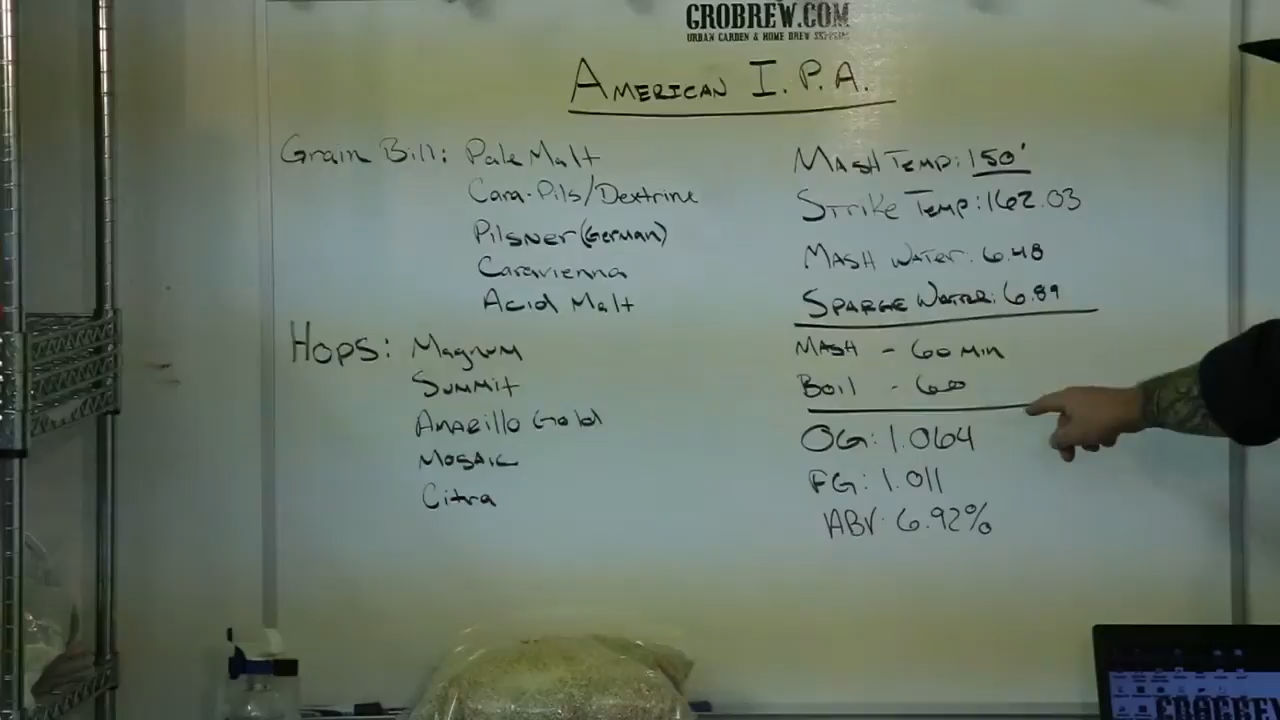 GROBREW.COM
URBAN GARDEN & HOME BREW SUPPLIES
AMERICAN I.P.A.
Grain Bill: Pale Malt
Cara-Pils/Dextrine
Pilsner (German)
Caravienna
Acid Malt
Hops: Magnum
Summit
Amarillo Gold
Mosaic
Citra
Mash Temp: 150°
Strike Temp: 162.03
Mash Water: 6.48
Sparge Water: 6.89
Mash - 60 min
Boil - 60
OG: 1.064
FG: 1.011
ABV: 6.92%
GROBREW